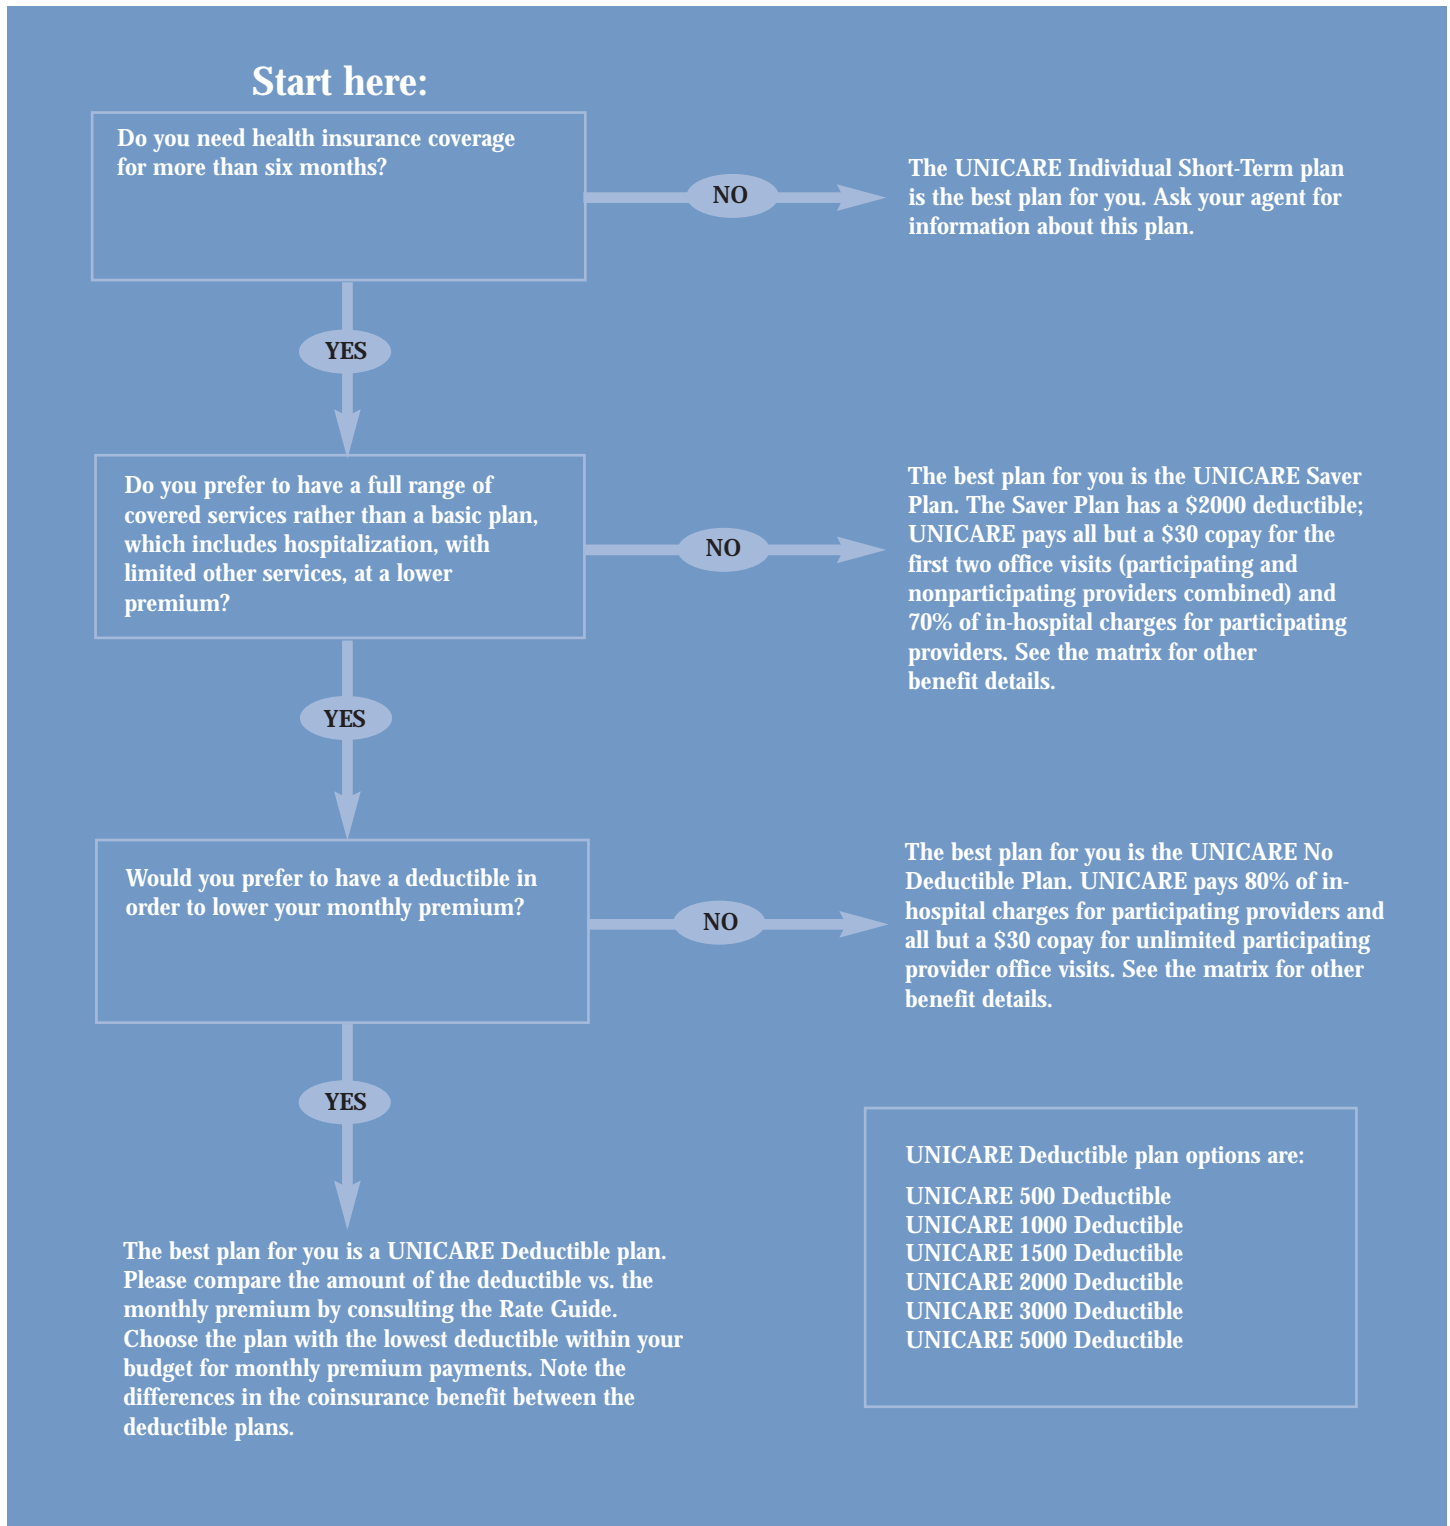 Start here:
Do you need health insurance coverage
for more than six months?
NO
The UNICARE Individual Short-Term plan
is the best plan for you. Ask your agent for
information about this plan.
YES
Do you prefer to have a full range of
covered services rather than a basic plan,
which includes hospitalization, with
limited other services, at a lower
premium?
NO
The best plan for you is the UNICARE Saver
Plan. The Saver Plan has a $2000 deductible;
UNICARE pays all but a $30 copay for the
first two office visits (participating and
nonparticipating providers combined) and
70% of in-hospital charges for participating
providers. See the matrix for other
benefit details.
YES
Would you prefer to have a deductible in
order to lower your monthly premium?
NO
The best plan for you is the UNICARE No
Deductible Plan. UNICARE pays 80% of in-
hospital charges for participating providers and
all but a $30 copay for unlimited participating
provider office visits. See the matrix for other
benefit details.
YES
The best plan for you is a UNICARE Deductible plan.
Please compare the amount of the deductible vs. the
monthly premium by consulting the Rate Guide.
Choose the plan with the lowest deductible within your
budget for monthly premium payments. Note the
differences in the coinsurance benefit between the
deductible plans.
UNICARE Deductible plan options are:
UNICARE 500 Deductible
UNICARE 1000 Deductible
UNICARE 1500 Deductible
UNICARE 2000 Deductible
UNICARE 3000 Deductible
UNICARE 5000 Deductible